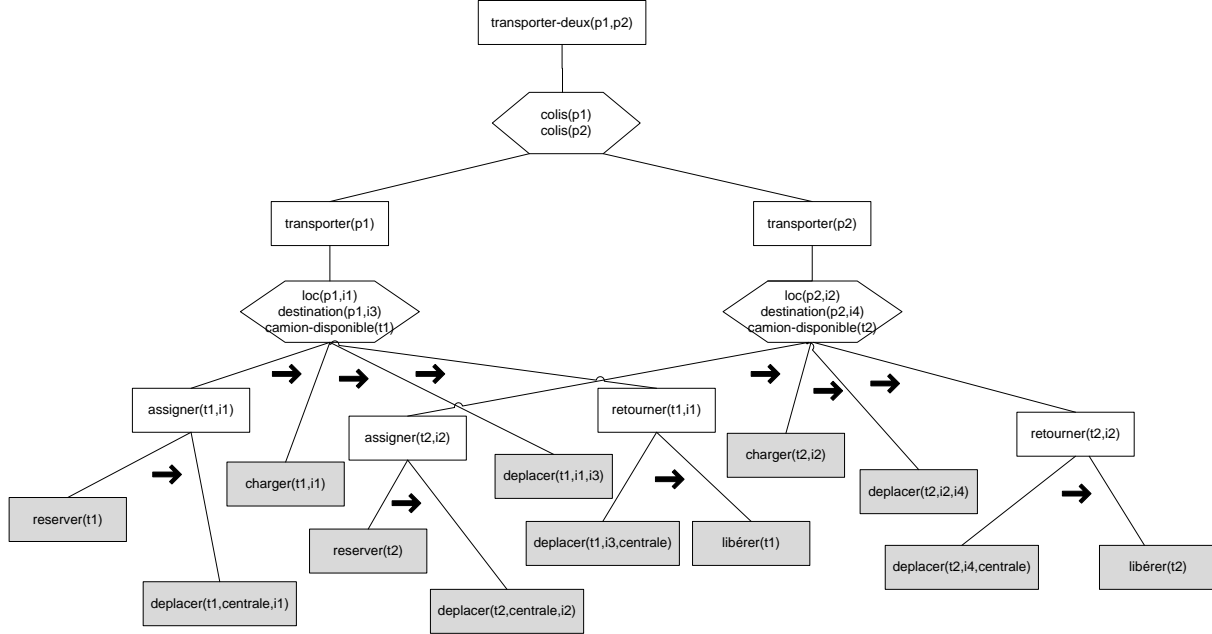 transporter-deux(p1,p2)
colis(p1)
colis(p2)
transporter(p1)
transporter(p2)
loc(p1,i1)
destination(p1,i3)
camion-disponible(t1)
loc(p2,i2)
destination(p2,i4)
camion-disponible(t2)
assigner(t1,i1)
retourner(t1,i1)
assigner(t2,i2)
charger(t2,i2)
retourner(t2,i2)
charger(t1,i1)
deplacer(t1,i1,i3)
deplacer(t2,i2,i4)
reserver(t1)
reserver(t2)
deplacer(t1,i3,centrale)
libérer(t1)
deplacer(t2,i4,centrale)
libérer(t2)
deplacer(t1,centrale,i1)
deplacer(t2,centrale,i2)